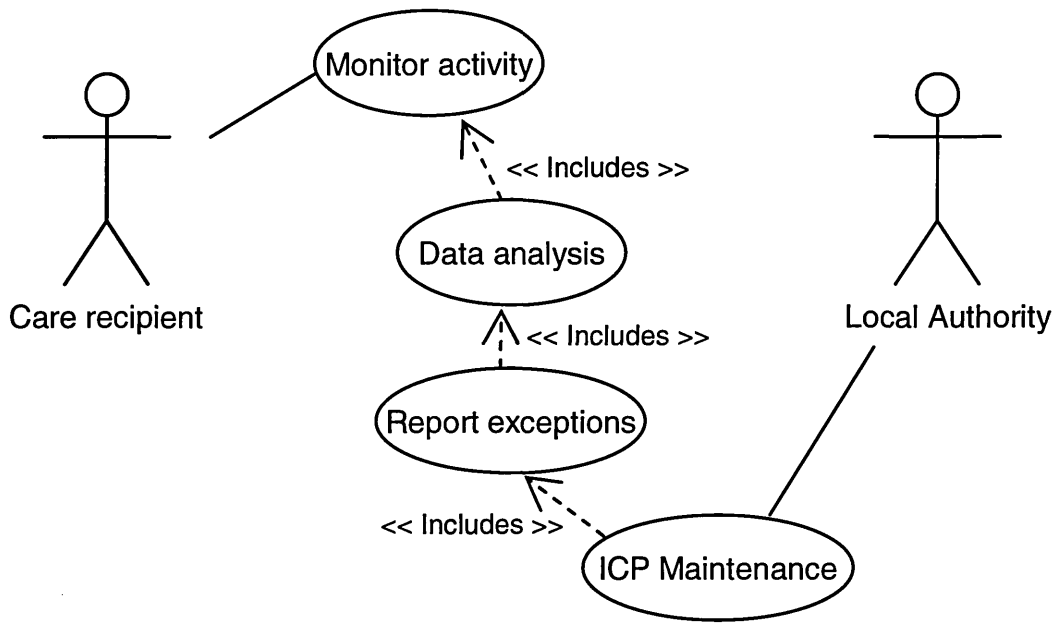 Monitor activity
<< Includes >>
Data analysis
Care recipient
Local Authority
<< Includes >>
Report exceptions
<< Includes >>
ICP Maintenance